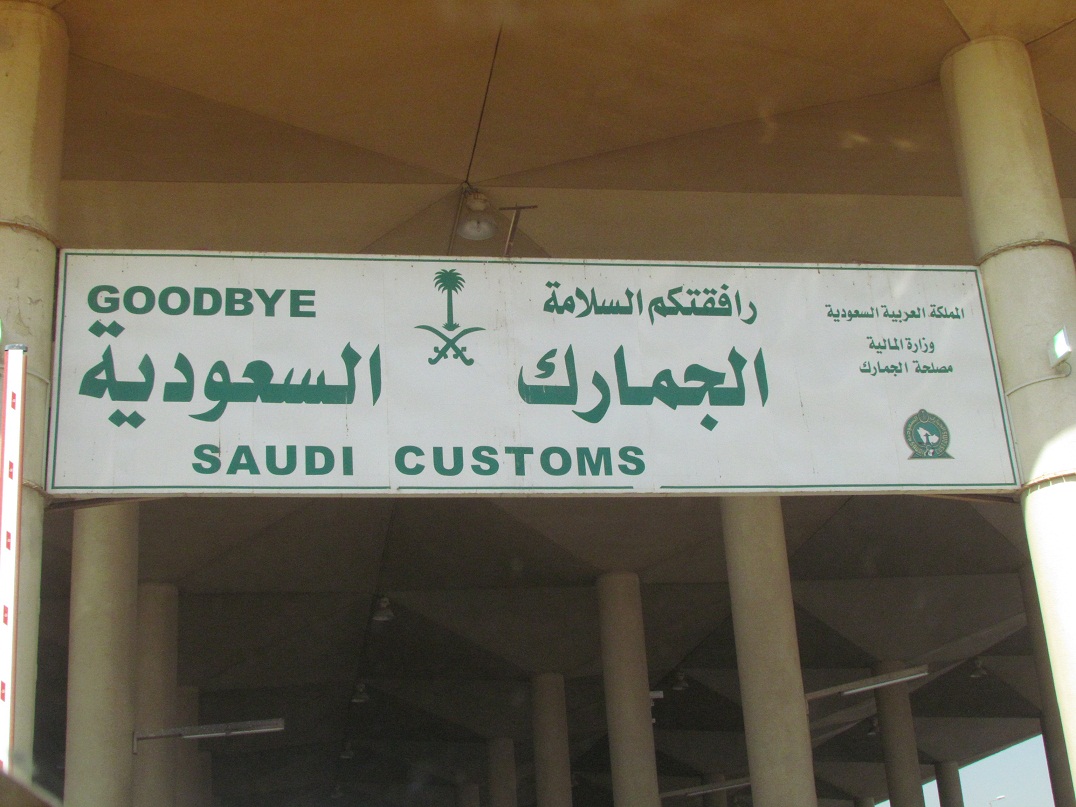 GOODBYE
رافقتكم السلامة
الجمارك السعودية
SAUDI CUSTOMS
المملكة العربية السعودية
وزارة المالية
مصلحة الجمارك